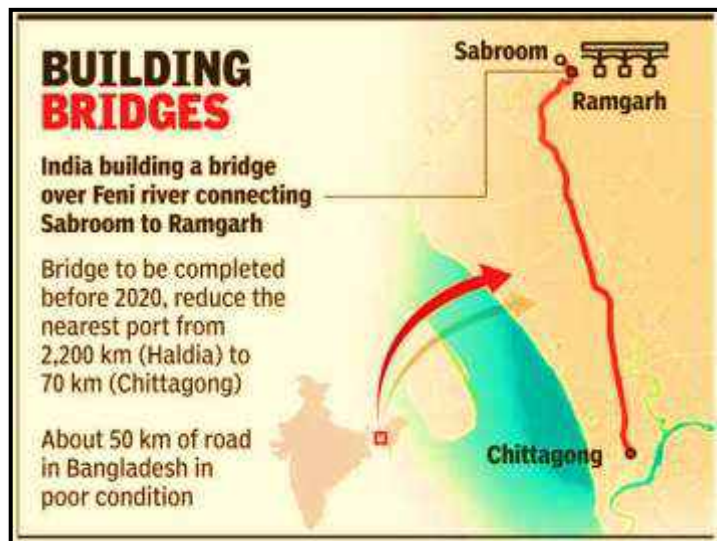 BUILDING
BRIDGES
India building a bridge
over Feni river connecting
Sabroom to Ramgarh
Bridge to be completed
before 2020, reduce the
nearest port from
2,200 km (Haldia) to
70 km (Chittagong)
About 50 km of road
in Bangladesh in
poor condition
Sabroom
Ramgarh
Chittagong